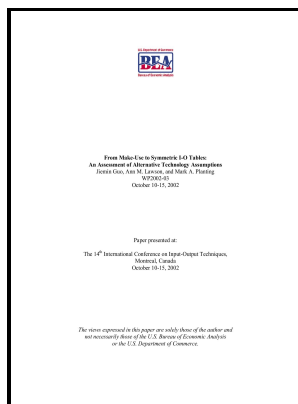 U.S. Department of Commerce
BEA
Bureau of Economic Analysis
From Make-Use to Symmetric I-O Tables:
An Assessment of Alternative Technology Assumptions
Jiemin Guo, Ann M. Lawson, and Mark A. Planting
WP2002-03
October 10-15, 2002
Paper presented at:
The 14th International Conference on Input-Output Techniques,
Montreal, Canada
October 10-15, 2002
The views expressed in this paper are solely those of the author and
not necessarily those of the U.S. Bureau of Economic Analysis
or the U.S. Department of Commerce.